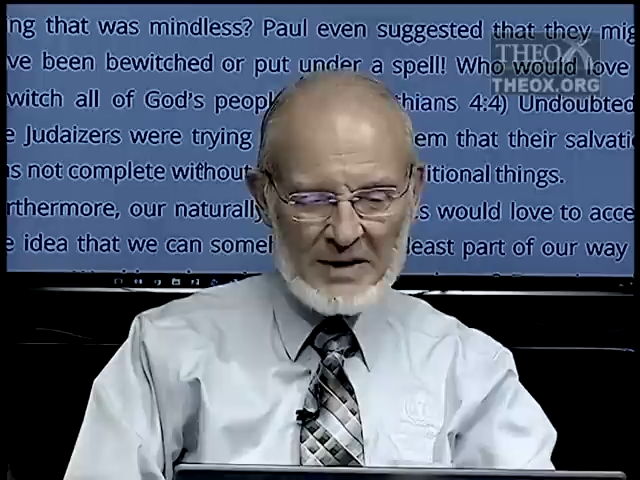 ing that was mindless? Paul even suggested that they mig
ve been bewitched or put under a spell! Who would love
witch all of God's peop thians 4:4) Undoubted
e Judaizers were trying em that their salvati
s not complete without itional things.
rthermore, our naturally s would love to acce
e idea that we can some least part of our way
THEOX
THEOX.ORG